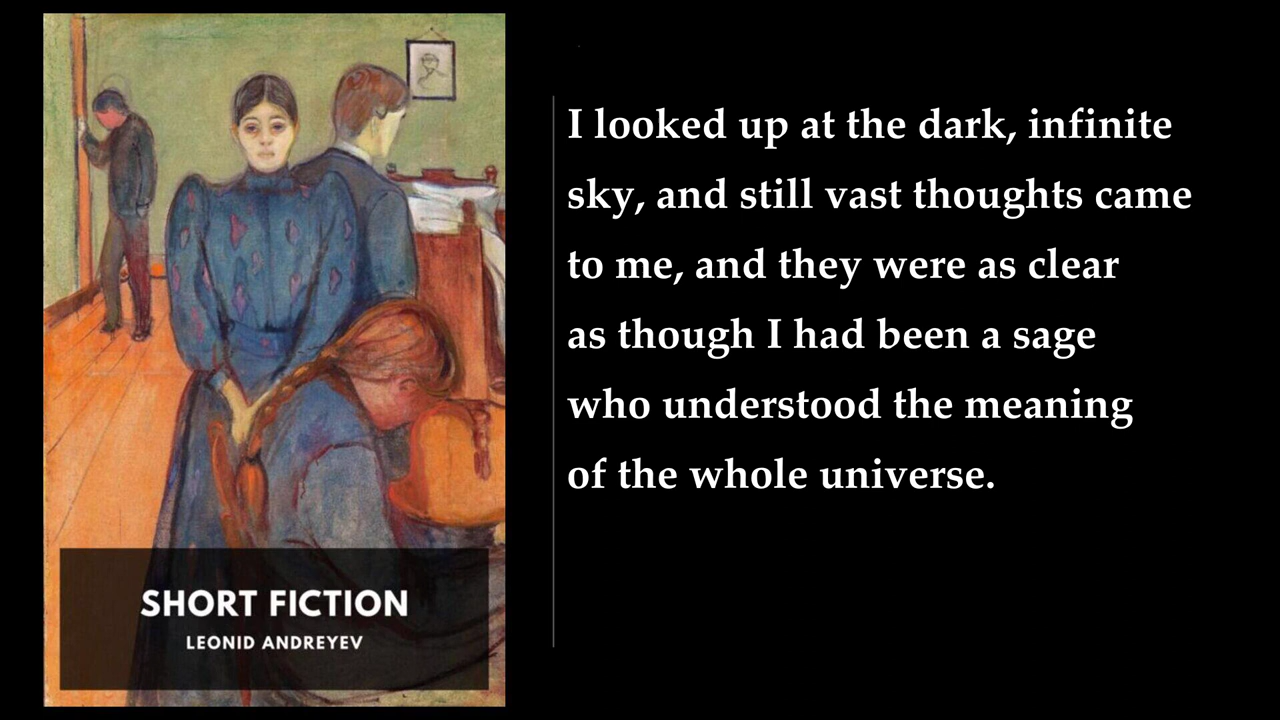 SHORT FICTION
LEONID ANDREYEV
I looked up at the dark, infinite
sky, and still vast thoughts came
to me, and they were as clear
as though I had been a sage
who understood the meaning
of the whole universe.